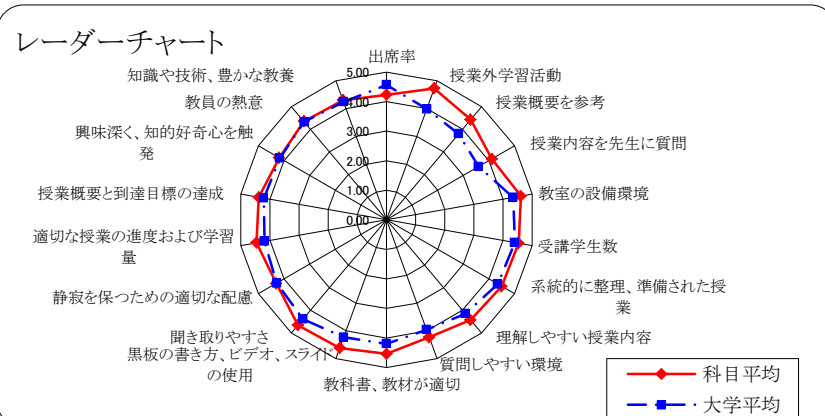 レーダーチャート
出席率
授業外学習活動
授業概要を参考
授業内容を先生に質問
教室の設備環境
受講学生数
系統的に整理、準備された授
業
理解しやすい授業内容
質問しやすい環境
教科書、教材が適切
黒板の書き方、ビデオ、スライド
の使用
聞き取りやすさ
静寂を保つための適切な配慮
適切な授業の進度および学習
量
授業概要と到達目標の達成
興味深く、知的好奇心を触
発
教員の熱意
知識や技術、豊かな教養
5.00
4.00
3.00
2.00
1.00
0.00
科目平均
大学平均